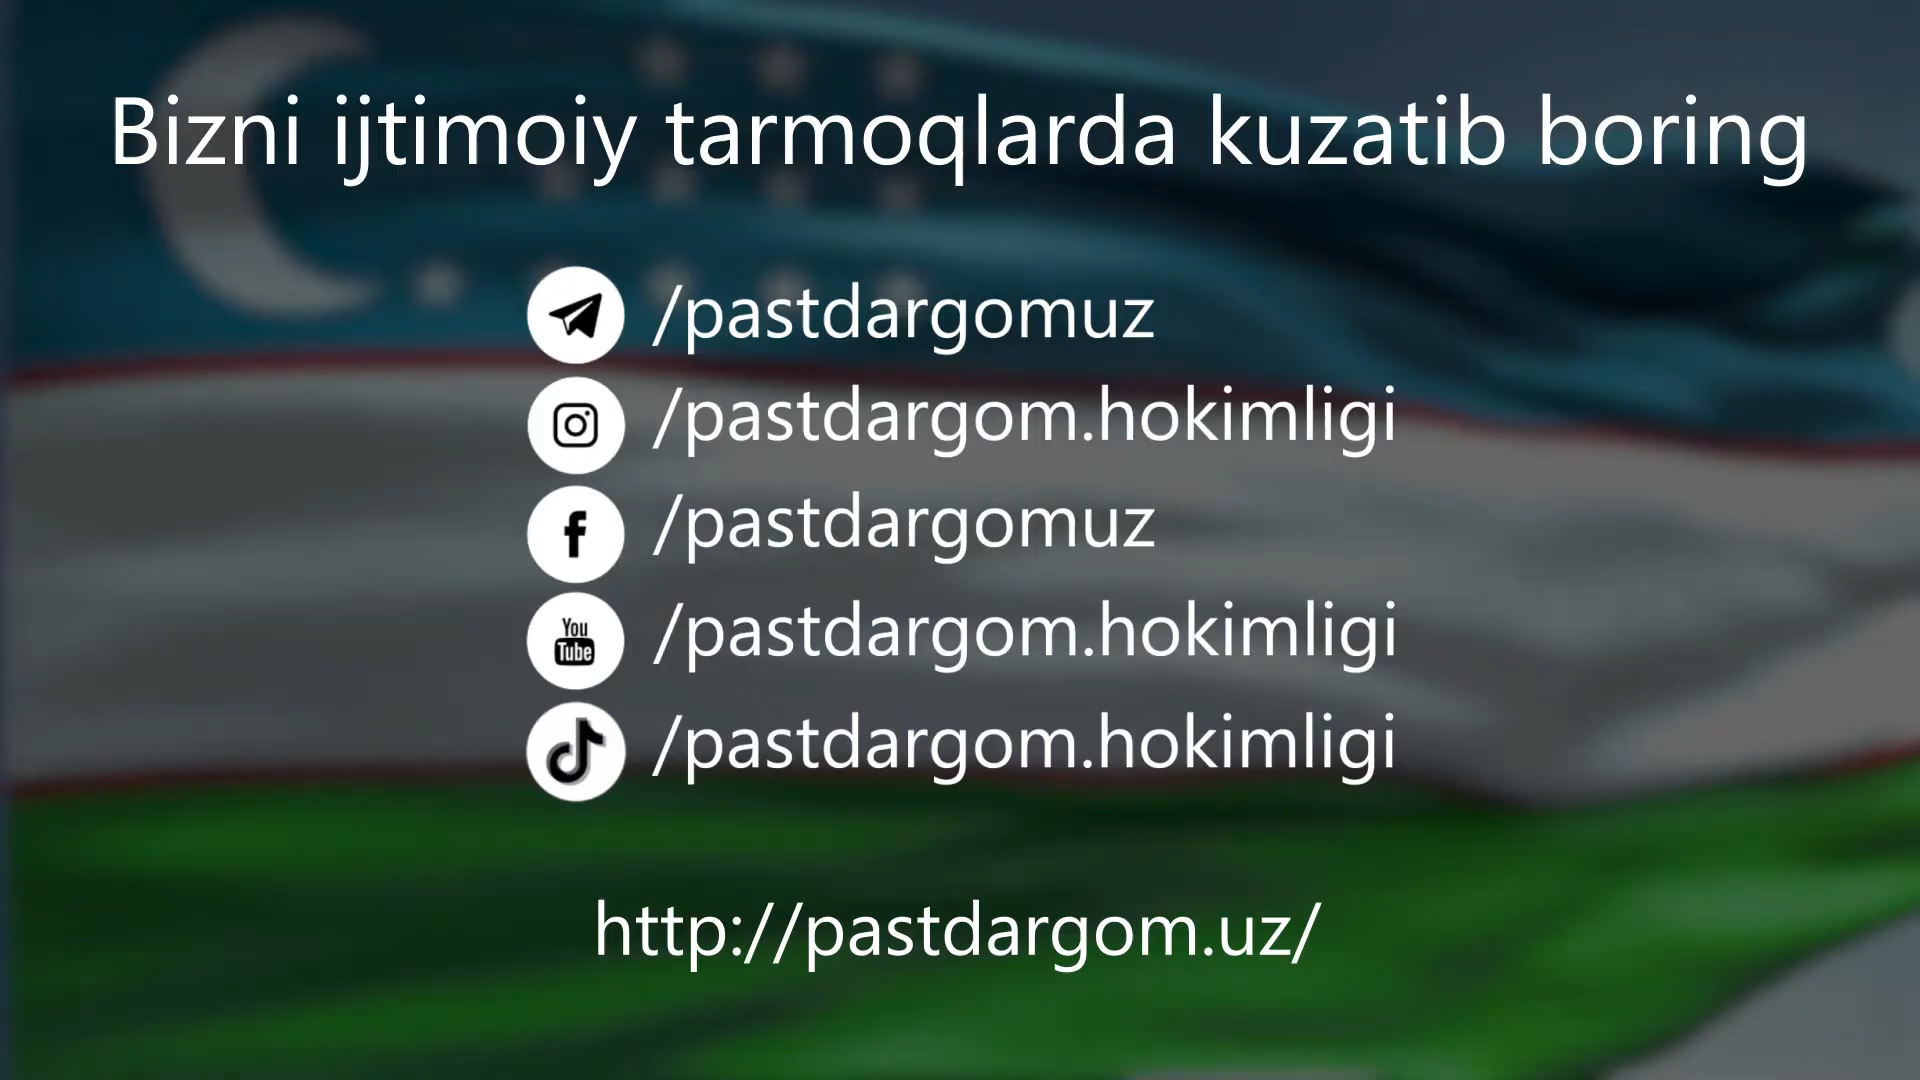 Bizni ijtimoiy tarmoqlarda kuzatib boring
/pastdargomuz
/pastdargom.hokimligi
/pastdargomuz
You
Tube
/pastdargom.hokimligi
/pastdargom.hokimligi
http://pastdargom.uz/